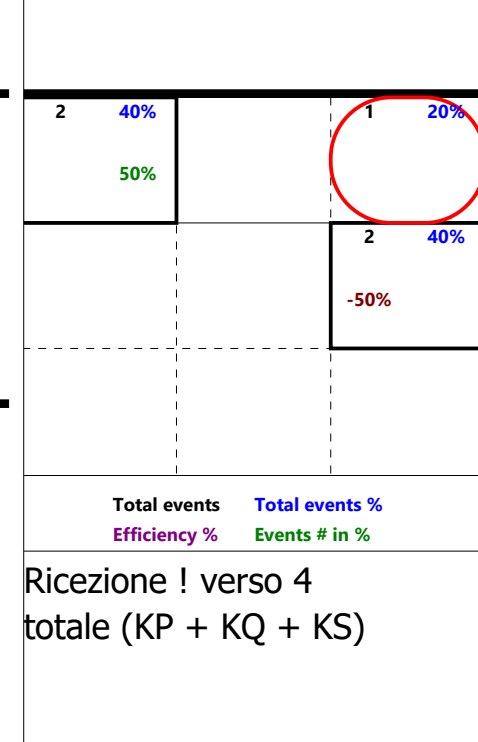 2 40% 1 20%
50%
2 40%
-50%
Total events Total events %
Efficiency % Events # in %
Ricezione ! verso 4
totale (KP + KQ + KS)